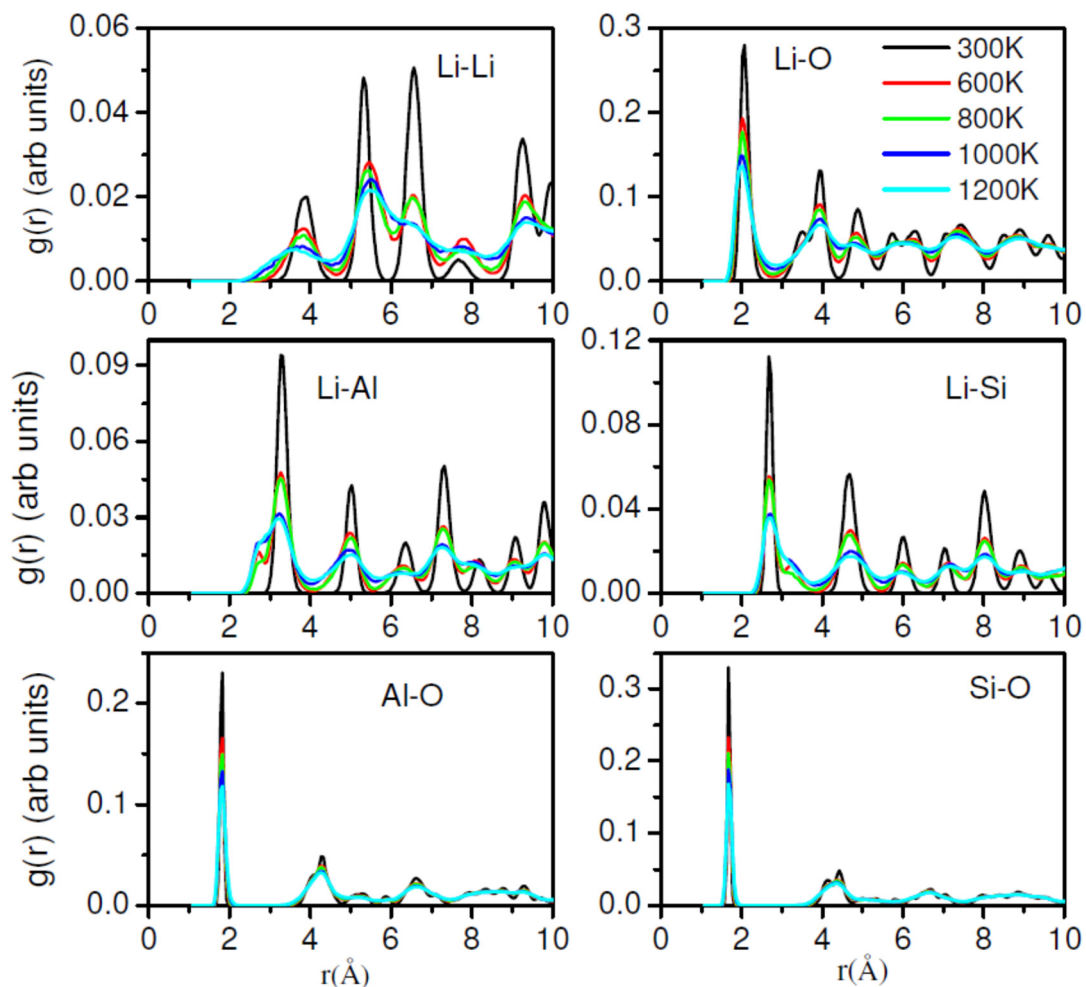 Li-Li
0.06
0.04
0.02
0.00
g(r) (arb units)
0 2 4 6 8 10
Li-O
300K
600K
800K
1000K
1200K
0.3
0.2
0.1
0.0
0 2 4 6 8 10
Li-Al
0.09
0.06
0.03
0.00
g(r) (arb units)
0 2 4 6 8 10
Li-Si
0.12
0.08
0.04
0.00
0 2 4 6 8 10
Al-O
0.2
0.1
0.0
g(r) (arb units)
0 2 4 6 8 10
r(Å)
Si-O
0.3
0.2
0.1
0.0
0 2 4 6 8 10
r(Å)